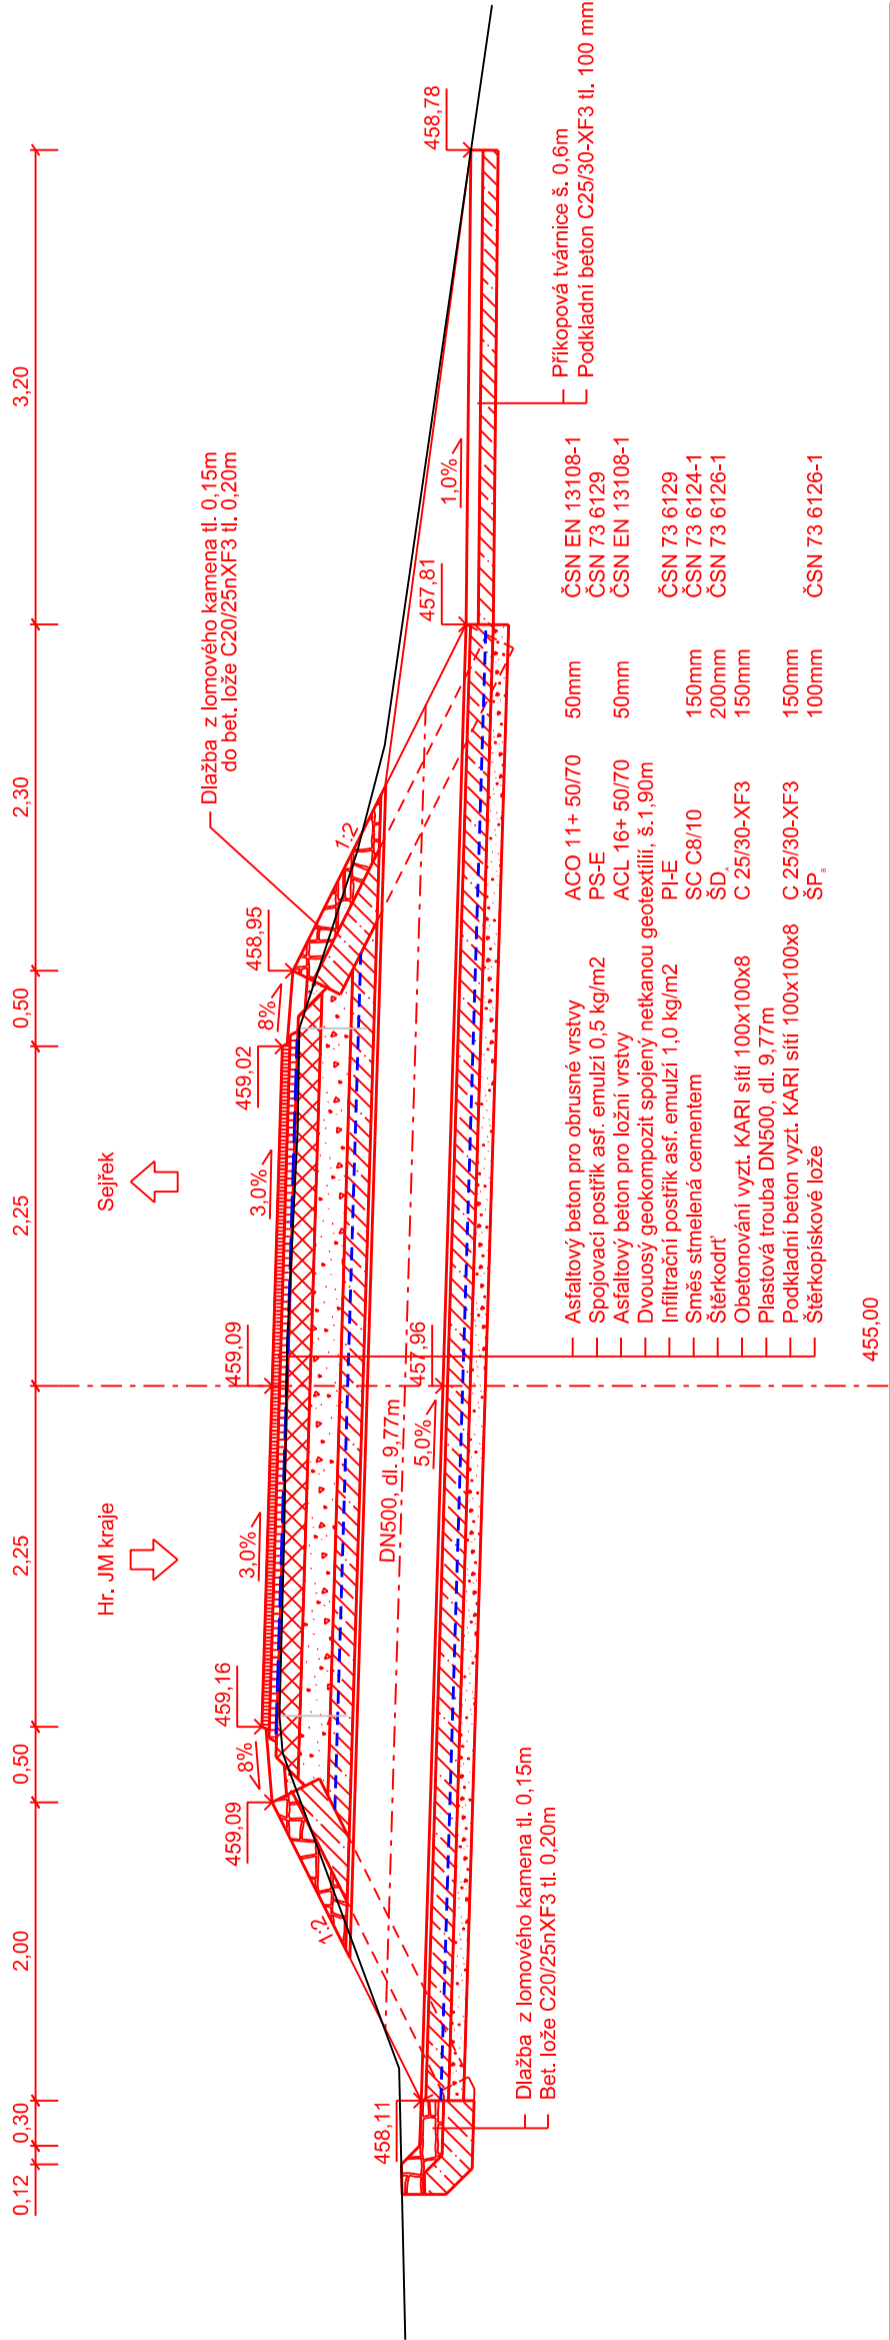 0,12
0,30
2,00
0,50
2,25
2,25
0,50
2,30
3,20
Hr. JM kraje
Sejřek
Dlažba z lomového kamena tl. 0,15m
do bet. lože C20/25nXF3 tl. 0,20m
459,09
8%
459,16
3,0%
459,09
3,0%
459,02
8%
458,95
1:2
1:2
458,11
DN500, dl. 9,77m
5,0%
457,96
457,81
1,0%
458,78
Příkopová tvárnice š. 0,6m
Podkladní beton C25/30-XF3 tl. 100 mm
Dlažba z lomového kamena tl. 0,15m
Bet. lože C20/25nXF3 tl. 0,20m
Asfaltový beton pro obrusné vrstvy ACO 11+ 50/70 50mm ČSN EN 13108-1
Spojovací postřik asf. emulzí 0,5 kg/m2 PS-E ČSN 73 6129
Asfaltový beton pro ložní vrstvy ACL 16+ 50/70 50mm ČSN EN 13108-1
Dvouosý geokompozit spojený netkanou geotextílií, š.1,90m
Infiltrační postřik asf. emulzí 1,0 kg/m2 PI-E ČSN 73 6129
Směs stmelená cementem SC C8/10 150mm ČSN 73 6124-1
Štěrkodrť ŠD 200mm ČSN 73 6126-1
Obetonování vyzt. KARI sítí 100x100x8 C 25/30-XF3 150mm
Plastová trouba DN500, dl. 9,77m
Podkladní beton vyzt. KARI sítí 100x100x8 C 25/30-XF3 150mm
Štěrkopískové lože ŠP 100mm ČSN 73 6126-1
455,00